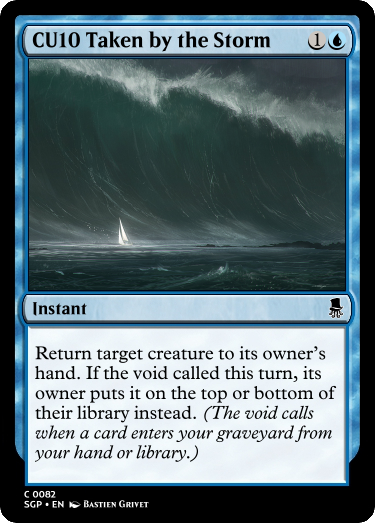 CU10 Taken by the Storm 1
Instant
Return target creature to its owner's
hand. If the void called this turn, its
owner puts it on the top or bottom of
their library instead. (The void calls
when a card enters your graveyard from
your hand or library.)
C 0082
SGP • EN Bastien Grivet